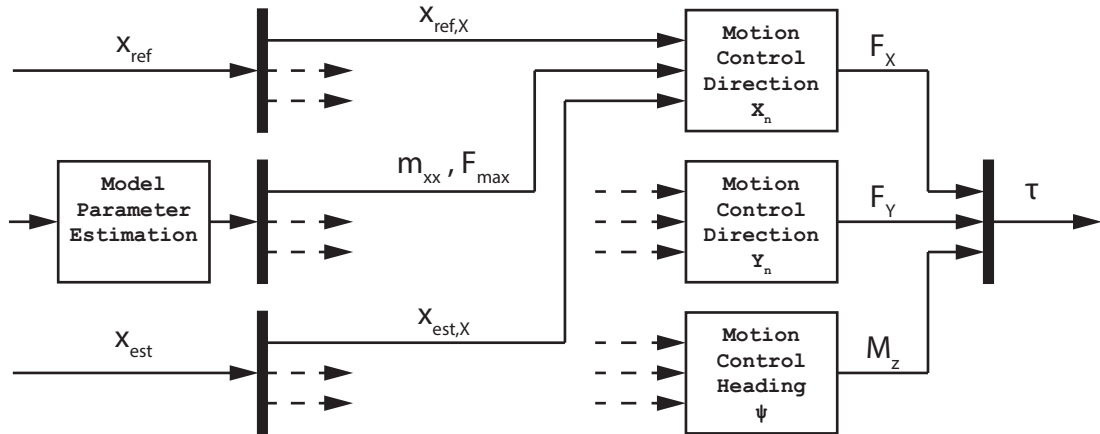 x_ref
x_ref,X
Motion
Control
Direction
X_n
F_X
Model
Parameter
Estimation
m_xx , F_max
Motion
Control
Direction
Y_n
F_Y
τ
x_est
x_est,X
Motion
Control
Heading
ψ
M_z